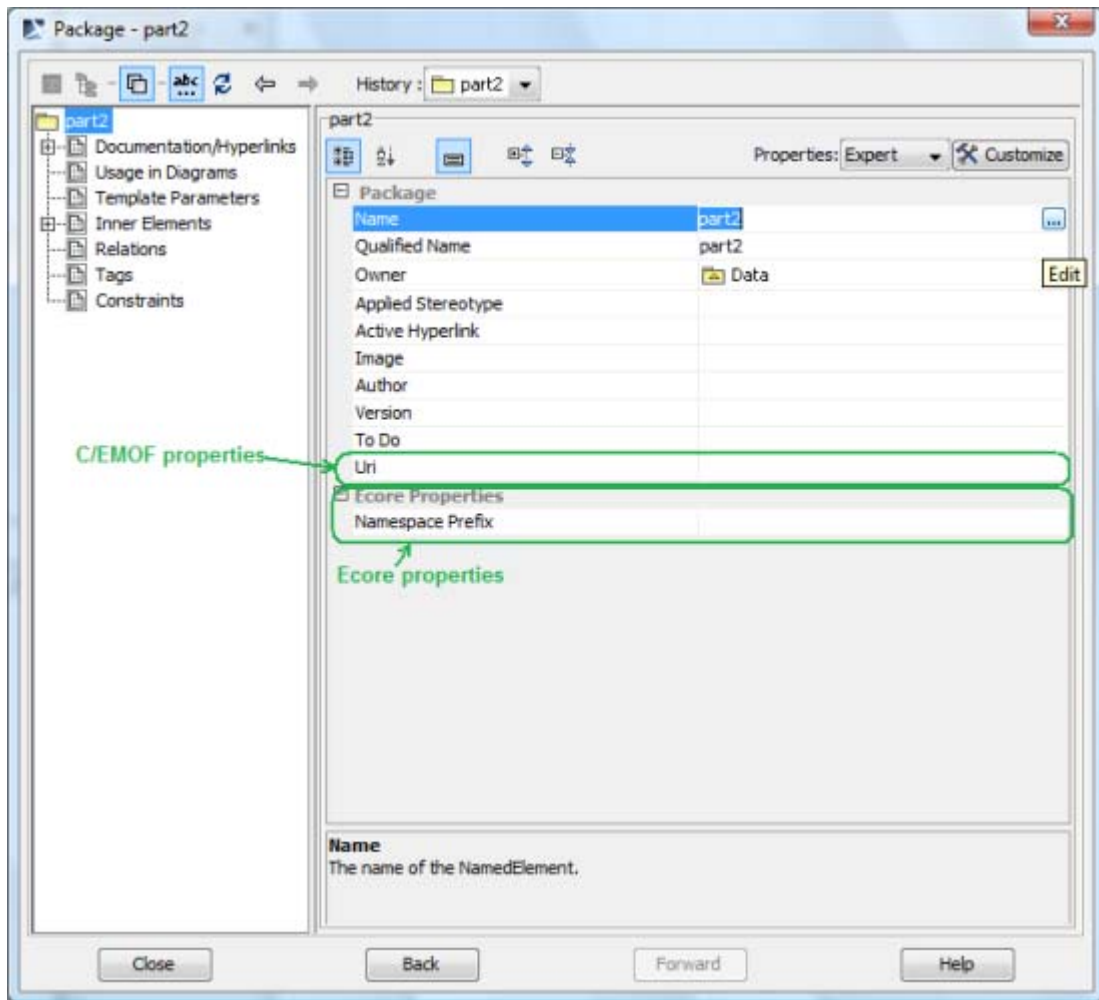 Package - part2
abc
History : part2
part2
Documentation/Hyperlinks
Usage in Diagrams
Template Parameters
Inner Elements
Relations
Tags
Constraints
part2
Properties: Expert Customize
Package
Name part2 ...
Qualified Name part2
Owner Data
Edit
Applied Stereotype
Active Hyperlink
Image
Author
Version
To Do
C/EMOF properties
Uri
Ecore Properties
Namespace Prefix
Ecore properties
Name
The name of the NamedElement.
Close Back Forward Help